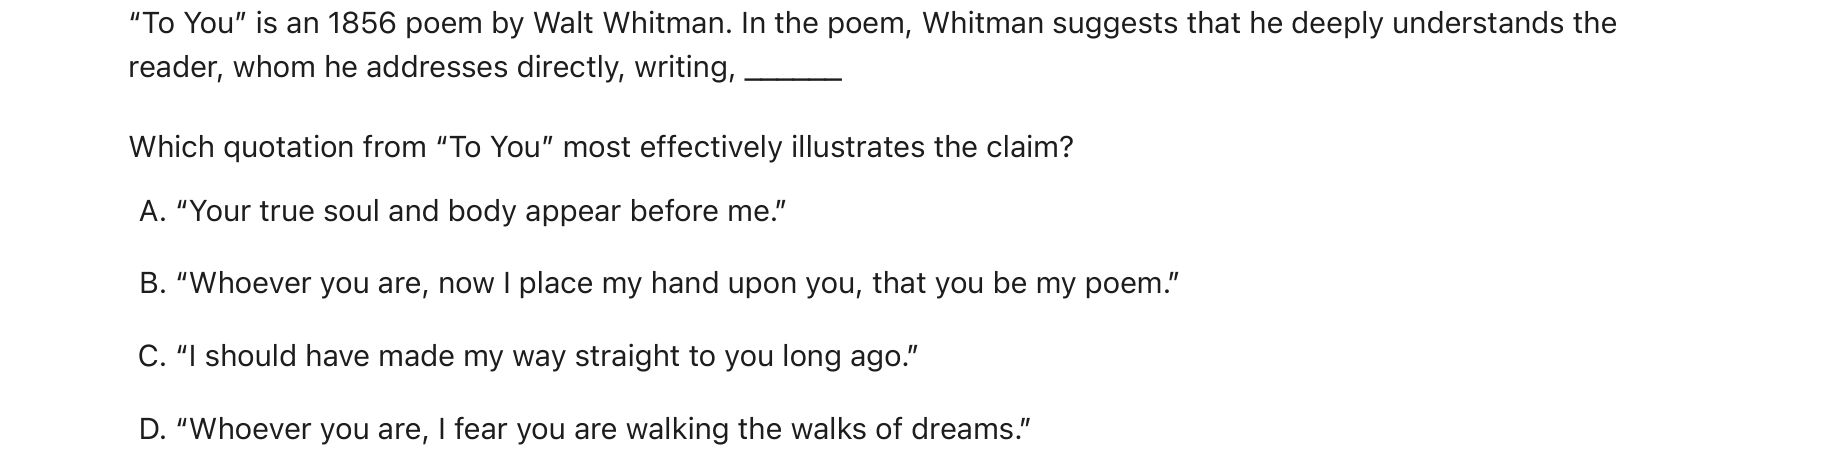 “To You” is an 1856 poem by Walt Whitman. In the poem, Whitman suggests that he deeply understands the
reader, whom he addresses directly, writing, ______
Which quotation from “To You” most effectively illustrates the claim?
A. “Your true soul and body appear before me.”
B. “Whoever you are, now I place my hand upon you, that you be my poem.”
C. “I should have made my way straight to you long ago.”
D. “Whoever you are, I fear you are walking the walks of dreams.”